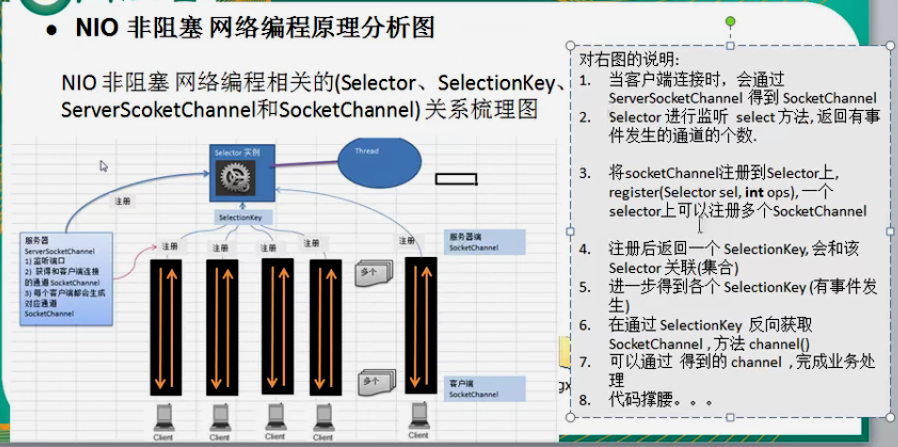 NIO 非阻塞 网络编程原理分析图
NIO 非阻塞 网络编程相关的(Selector、SelectionKey、
ServerScoketChannel和SocketChannel) 关系梳理图
Selector 实例
Thread
注册
SelectionKey
服务器
ServerSocketChannel
1) 监听端口
2) 获得和客户端连接
的通道 SocketChannel
3) 每个客户端都会生成
对应通道
SocketChannel
注册
注册
注册
注册
注册
服务器端
SocketChannel
多个
多个
客户端
SocketChannel
Client
Client
Client
Client
Client
对右图的说明:
1. 当客户端连接时，会通过
ServerSocketChannel 得到 SocketChannel
2. Selector 进行监听 select 方法, 返回有事
件发生的通道的个数.
3. 将socketChannel注册到Selector上,
register(Selector sel, int ops), 一个
selector上可以注册多个SocketChannel
4. 注册后返回一个 SelectionKey, 会和该
Selector 关联(集合)
5. 进一步得到各个 SelectionKey (有事件发
生)
6. 在通过 SelectionKey 反向获取
SocketChannel , 方法 channel()
7. 可以通过 得到的 channel , 完成业务处
理
8. 代码撑腰。。。